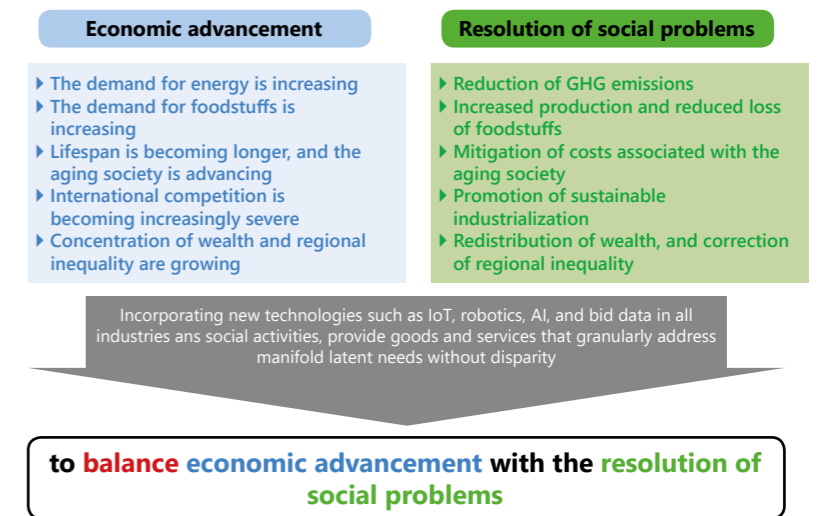 Economic advancement
The demand for energy is increasing
The demand for foodstuffs is
increasing
Lifespan is becoming longer, and the
aging society is advancing
International competition is
becoming increasingly severe
Concentration of wealth and regional
inequality are growing
Resolution of social problems
Reduction of GHG emissions
Increased production and reduced loss
of foodstuffs
Mitigation of costs associated with the
aging society
Promotion of sustainable
industrialization
Redistribution of wealth, and correction
of regional inequality
Incorporating new technologies such as IoT, robotics, AI, and bid data in all
industries ans social activities, provide goods and services that granularly address
manifold latent needs without disparity
to balance economic advancement with the resolution of
social problems